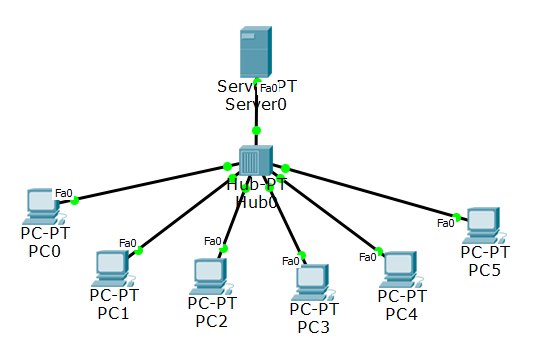 Server-PT
Fa0
Server0
Hub-PT
Hub0
Fa0
PC-PT
PC0
Fa0
PC-PT
PC1
Fa0
PC-PT
PC2
Fa0
PC-PT
PC3
Fa0
PC-PT
PC4
Fa0
PC-PT
PC5